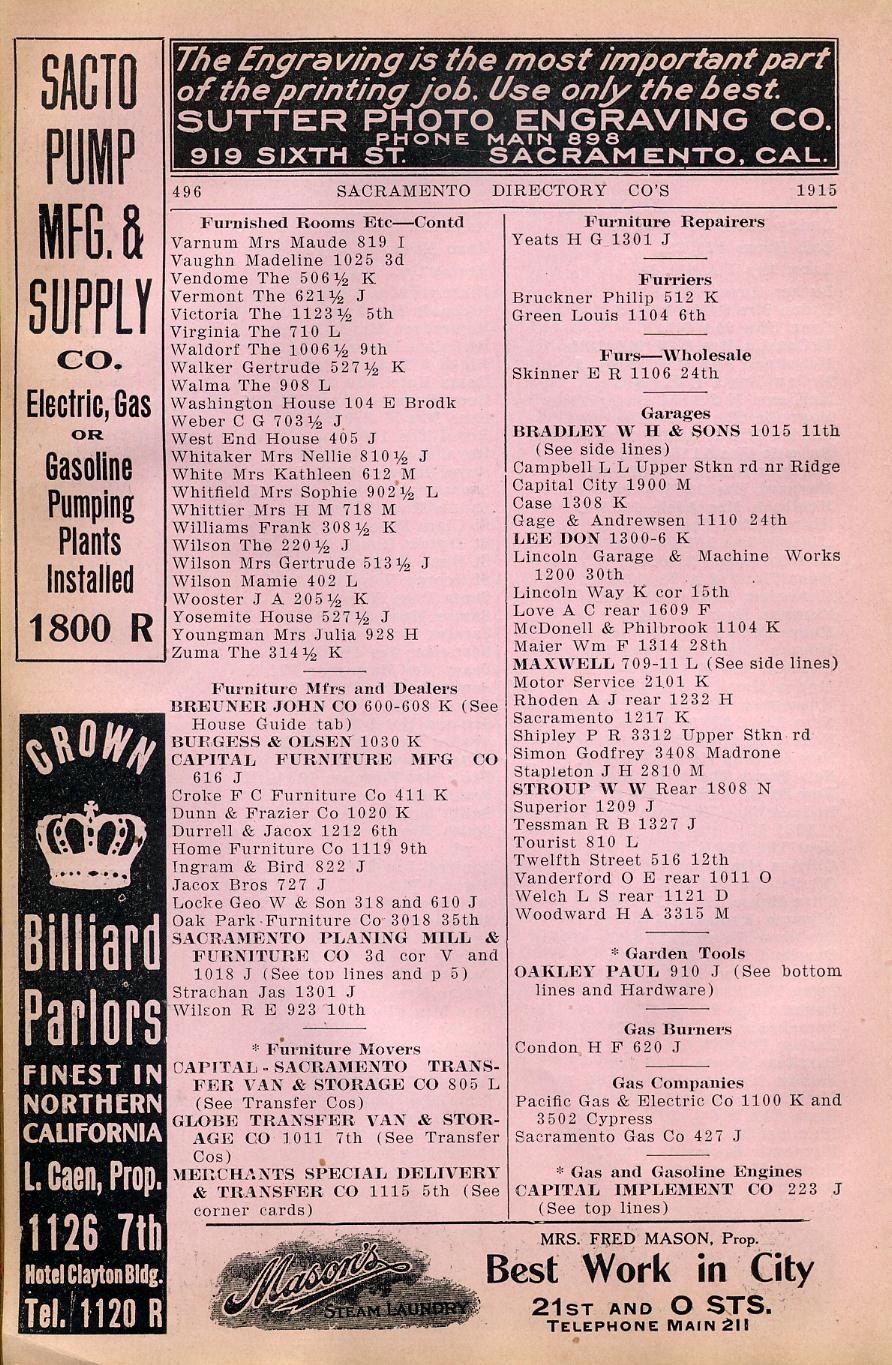 SACTO
PUMP
MFG. &
SUPPLY
CO.
Electric, Gas
OR
Gasoline
Pumping
Plants
Installed
1800 R
CROWN
Billiard
Parlors
FINEST IN
NORTHERN
CALIFORNIA
L. Caen, Prop.
1126 7th
Hotel Clayton Bldg.
Tel. 1120 R
The Engraving is the most important part
of the printing job. Use only the best.
SUTTER PHOTO ENGRAVING CO.
PHONE MAIN 898
919 SIXTH ST. SACRAMENTO, CAL.
496 SACRAMENTO DIRECTORY CO'S 1915
Furnished Rooms Etc—Contd
Varnum Mrs Maude 819 I
Vaughn Madeline 1025 3d
Vendome The 506½ K
Vermont The 621½ J
Victoria The 1123½ 5th
Virginia The 710 L
Waldorf The 1006½ 9th
Walker Gertrude 527½ K
Walma The 908 L
Washington House 104 E Brodk
Weber C G 703½ J
West End House 405 J
Whitaker Mrs Nellie 810½ J
White Mrs Kathleen 612 M
Whitfield Mrs Sophie 902½ L
Whittier Mrs H M 718 M
Williams Frank 308½ K
Wilson The 220½ J
Wilson Mrs Gertrude 513½ J
Wilson Mamie 402 L
Wooster J A 205½ K
Yosemite House 527½ J
Youngman Mrs Julia 928 H
Zuma The 314½ K
Furniture Mfrs and Dealers
BREUNER JOHN CO 600-608 K (See
House Guide tab)
BURGESS & OLSEN 1030 K
CAPITAL FURNITURE MFG CO
616 J
Croke F C Furniture Co 411 K
Dunn & Frazier Co 1020 K
Durrell & Jacox 1212 6th
Home Furniture Co 1119 9th
Ingram & Bird 822 J
Jacox Bros 727 J
Locke Geo W & Son 318 and 610 J
Oak Park Furniture Co 3018 35th
SACRAMENTO PLANING MILL &
FURNITURE CO 3d cor V and
1018 J (See top lines and p 5)
Strachan Jas 1301 J
Wilson R E 923 10th
* Furniture Movers
CAPITAL-SACRAMENTO TRANS-
FER VAN & STORAGE CO 805 L
(See Transfer Cos)
GLOBE TRANSFER VAN & STOR-
AGE CO 1011 7th (See Transfer
Cos)
MERCHANTS SPECIAL DELIVERY
& TRANSFER CO 1115 5th (See
corner cards)
Furniture Repairers
Yeats H G 1301 J
Furriers
Bruckner Philip 512 K
Green Louis 1104 6th
Furs—Wholesale
Skinner E R 1106 24th
Garages
BRADLEY W H & SONS 1015 11th
(See side lines)
Campbell L L Upper Stkn rd nr Ridge
Capital City 1900 M
Case 1308 K
Gage & Andrewsen 1110 24th
LEE DON 1300-6 K
Lincoln Garage & Machine Works
1200 30th
Lincoln Way K cor 15th
Love A C rear 1609 F
McDonell & Philbrook 1104 K
Maier Wm F 1314 28th
MAXWELL 709-11 L (See side lines)
Motor Service 2101 K
Rhoden A J rear 1232 H
Sacramento 1217 K
Shipley P R 3312 Upper Stkn rd
Simon Godfrey 3408 Madrone
Stapleton J H 2810 M
STROUP W W Rear 1808 N
Superior 1209 J
Tessman R B 1327 J
Tourist 810 L
Twelfth Street 516 12th
Vanderford O E rear 1011 O
Welch L S rear 1121 D
Woodward H A 3315 M
* Garden Tools
OAKLEY PAUL 910 J (See bottom
lines and Hardware)
Gas Burners
Condon H F 620 J
Gas Companies
Pacific Gas & Electric Co 1100 K and
3502 Cypress
Sacramento Gas Co 427 J
* Gas and Gasoline Engines
CAPITAL IMPLEMENT CO 223 J
(See top lines)
Mason's
STEAM LAUNDRY
MRS. FRED MASON, Prop.
Best Work in City
21ST AND O STS.
TELEPHONE MAIN 211